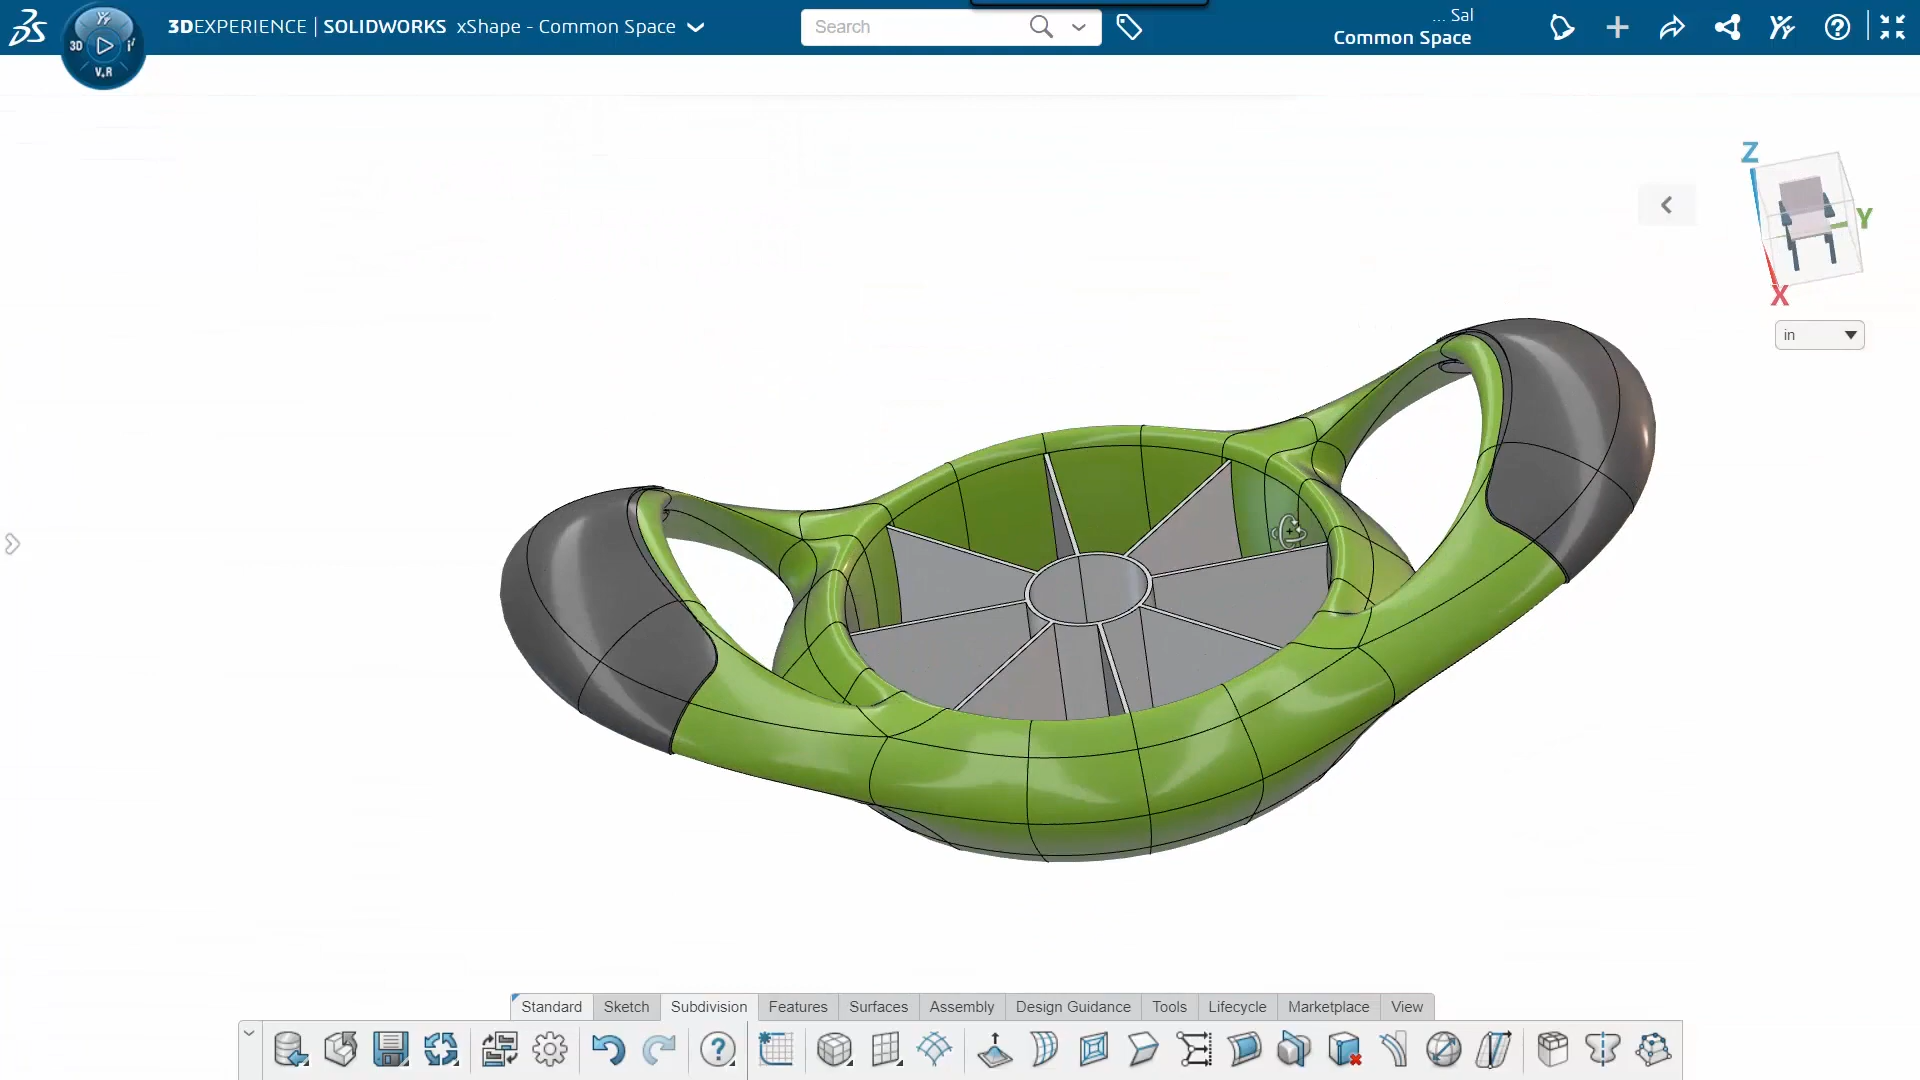 3DEXPERIENCE | SOLIDWORKS xShape - Common Space
Search
... Sal
Common Space
3D
V.R
Z
Y
X
in
Standard Sketch Subdivision Features Surfaces Assembly Design Guidance Tools Lifecycle Marketplace View